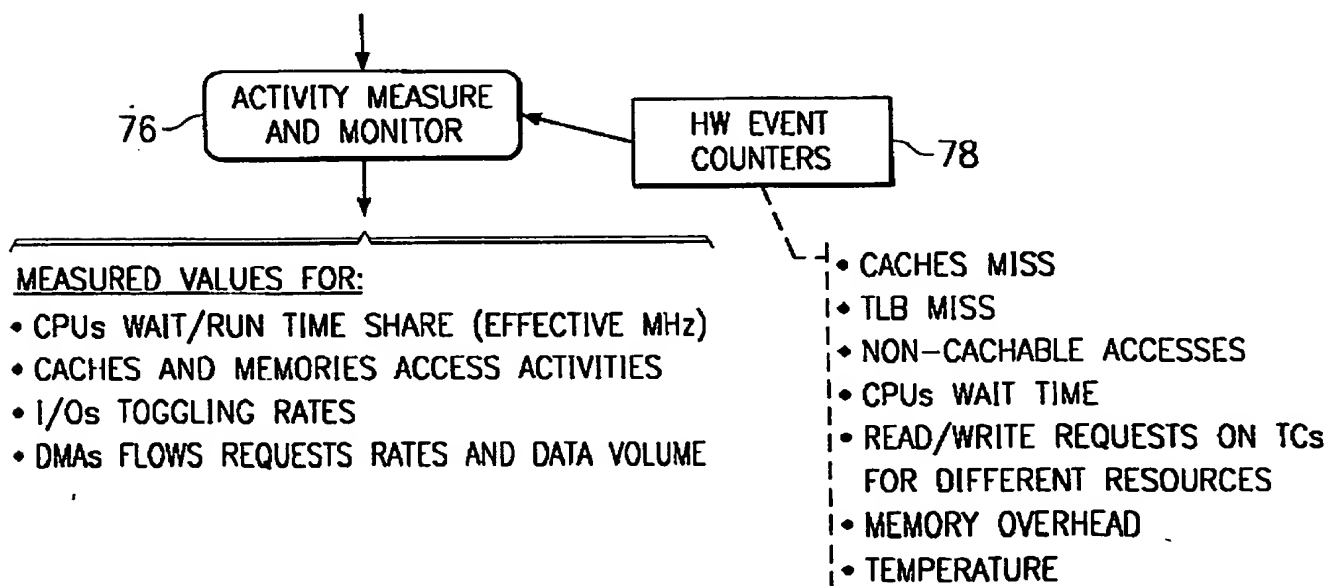 ACTIVITY MEASURE
AND MONITOR
76
HW EVENT
COUNTERS
78
MEASURED VALUES FOR:
• CPUs WAIT/RUN TIME SHARE (EFFECTIVE MHz)
• CACHES AND MEMORIES ACCESS ACTIVITIES
• I/Os TOGGLING RATES
• DMAs FLOWS REQUESTS RATES AND DATA VOLUME
• CACHES MISS
• TLB MISS
• NON-CACHABLE ACCESSES
• CPUs WAIT TIME
• READ/WRITE REQUESTS ON TCs
FOR DIFFERENT RESOURCES
• MEMORY OVERHEAD
• TEMPERATURE